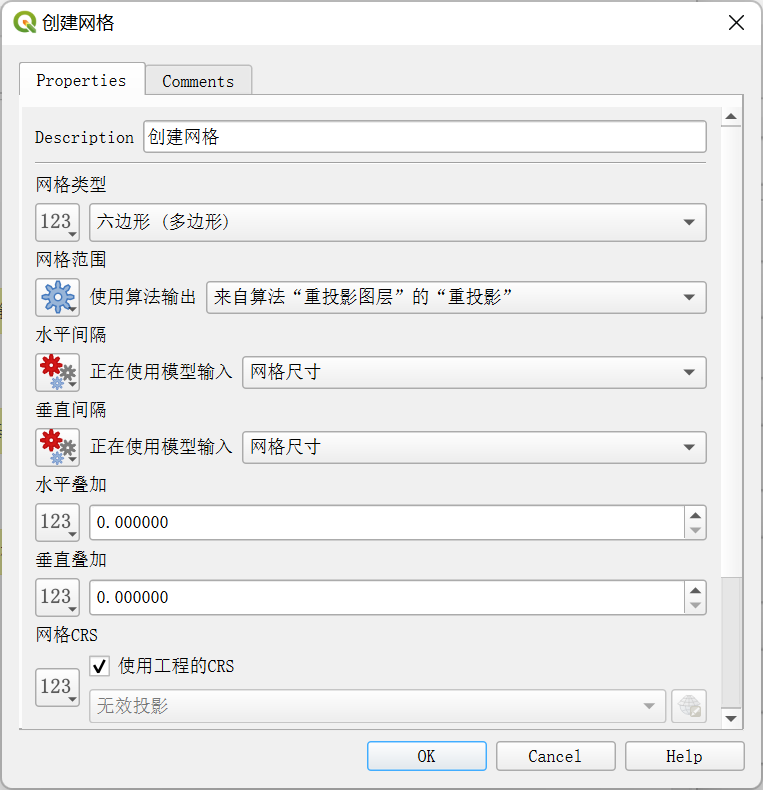 创建网格
Properties
Comments
Description 创建网格
网格类型
123 六边形 (多边形)
网格范围
使用算法输出 来自算法“重投影图层”的“重投影”
水平间隔
正在使用模型输入 网格尺寸
垂直间隔
正在使用模型输入 网格尺寸
水平叠加
123 0.000000
垂直叠加
123 0.000000
网格CRS
使用工程的CRS
123
无效投影
OK
Cancel
Help